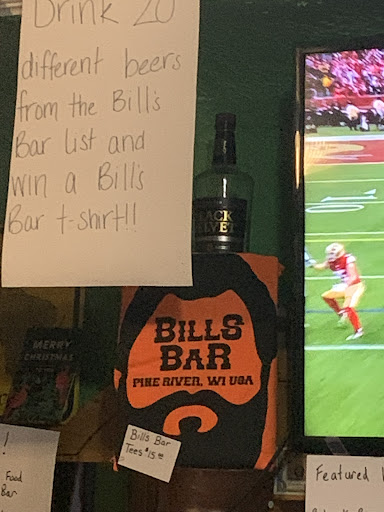 Drink 20
different beers
from the Bill's
Bar list and
win a Bill's
Bar t-shirt!!
BLACK
VELVET
MERRY
CHRISTMAS
BILLS
BAR
PIKE RIVER, WI USA
Bills Bar
Tees $15.00
!
Food
Bar
Featured